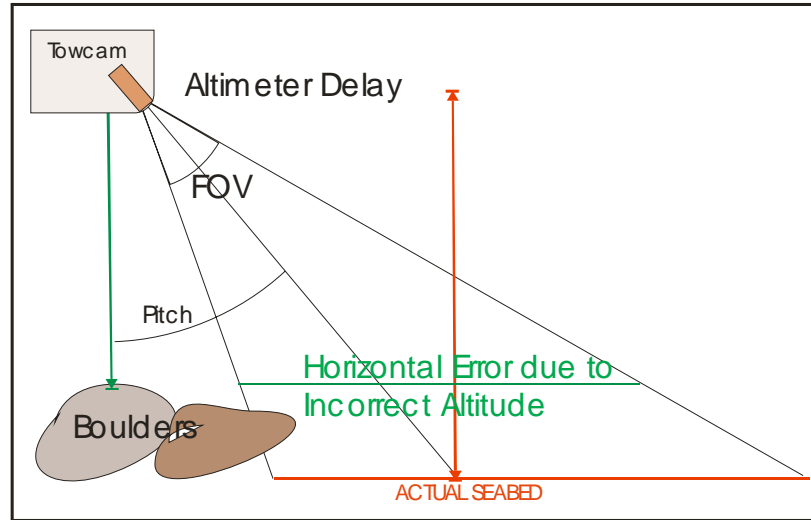 Towcam
Altimeter Delay
FOV
Pitch
Horizontal Error due to
Incorrect Altitude
Boulders
ACTUAL SEABED